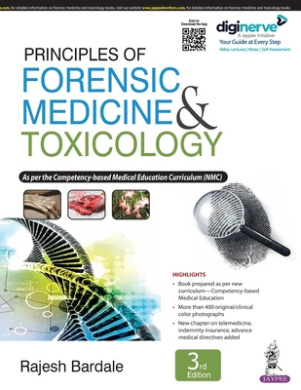 Scan to
Download the App
diginerve
A Jaypee Initiative
Your Guide at Every Step
Video Lectures | Notes | Self-Assessment
PRINCIPLES OF
FORENSIC
MEDICINE &
TOXICOLOGY
As per the Competency-based Medical Education Curriculum (NMC)
HIGHLIGHTS
• Book prepared as per new
curriculum—Competency-based
Medical Education
• More than 400 original/clinical
color photographs
• New chapter on telemedicine,
indemnity insurance, advance
medical directives added
Rajesh Bardale
3rd
Edition
JAYPEE